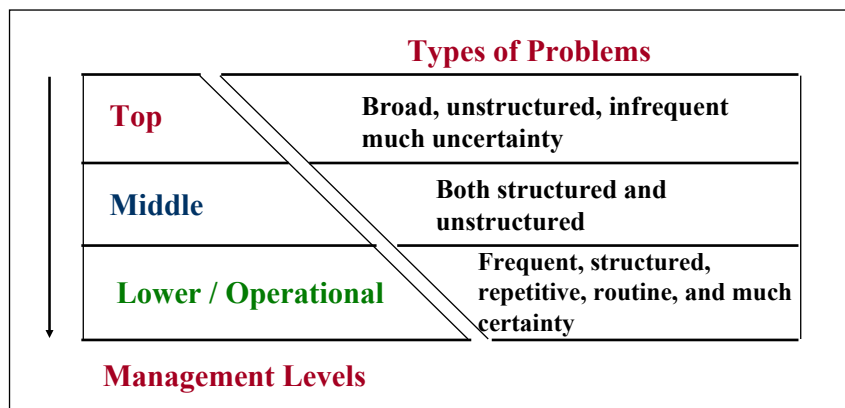 Types of Problems
Top
Broad, unstructured, infrequent
much uncertainty
Middle
Both structured and
unstructured
Lower / Operational
Frequent, structured,
repetitive, routine, and much
certainty
Management Levels